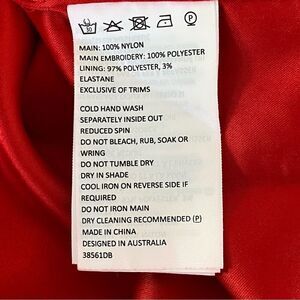 MAIN: 100% NYLON
MAIN EMBROIDERY: 100% POLYESTER
LINING: 97% POLYESTER, 3%
ELASTANE
EXCLUSIVE OF TRIMS
COLD HAND WASH
SEPARATELY INSIDE OUT
REDUCED SPIN
DO NOT BLEACH, RUB, SOAK OR
WRING
DO NOT TUMBLE DRY
DRY IN SHADE
COOL IRON ON REVERSE SIDE IF
REQUIRED
DO NOT IRON MAIN
DRY CLEANING RECOMMENDED (P)
MADE IN CHINA
DESIGNED IN AUSTRALIA
38561DB